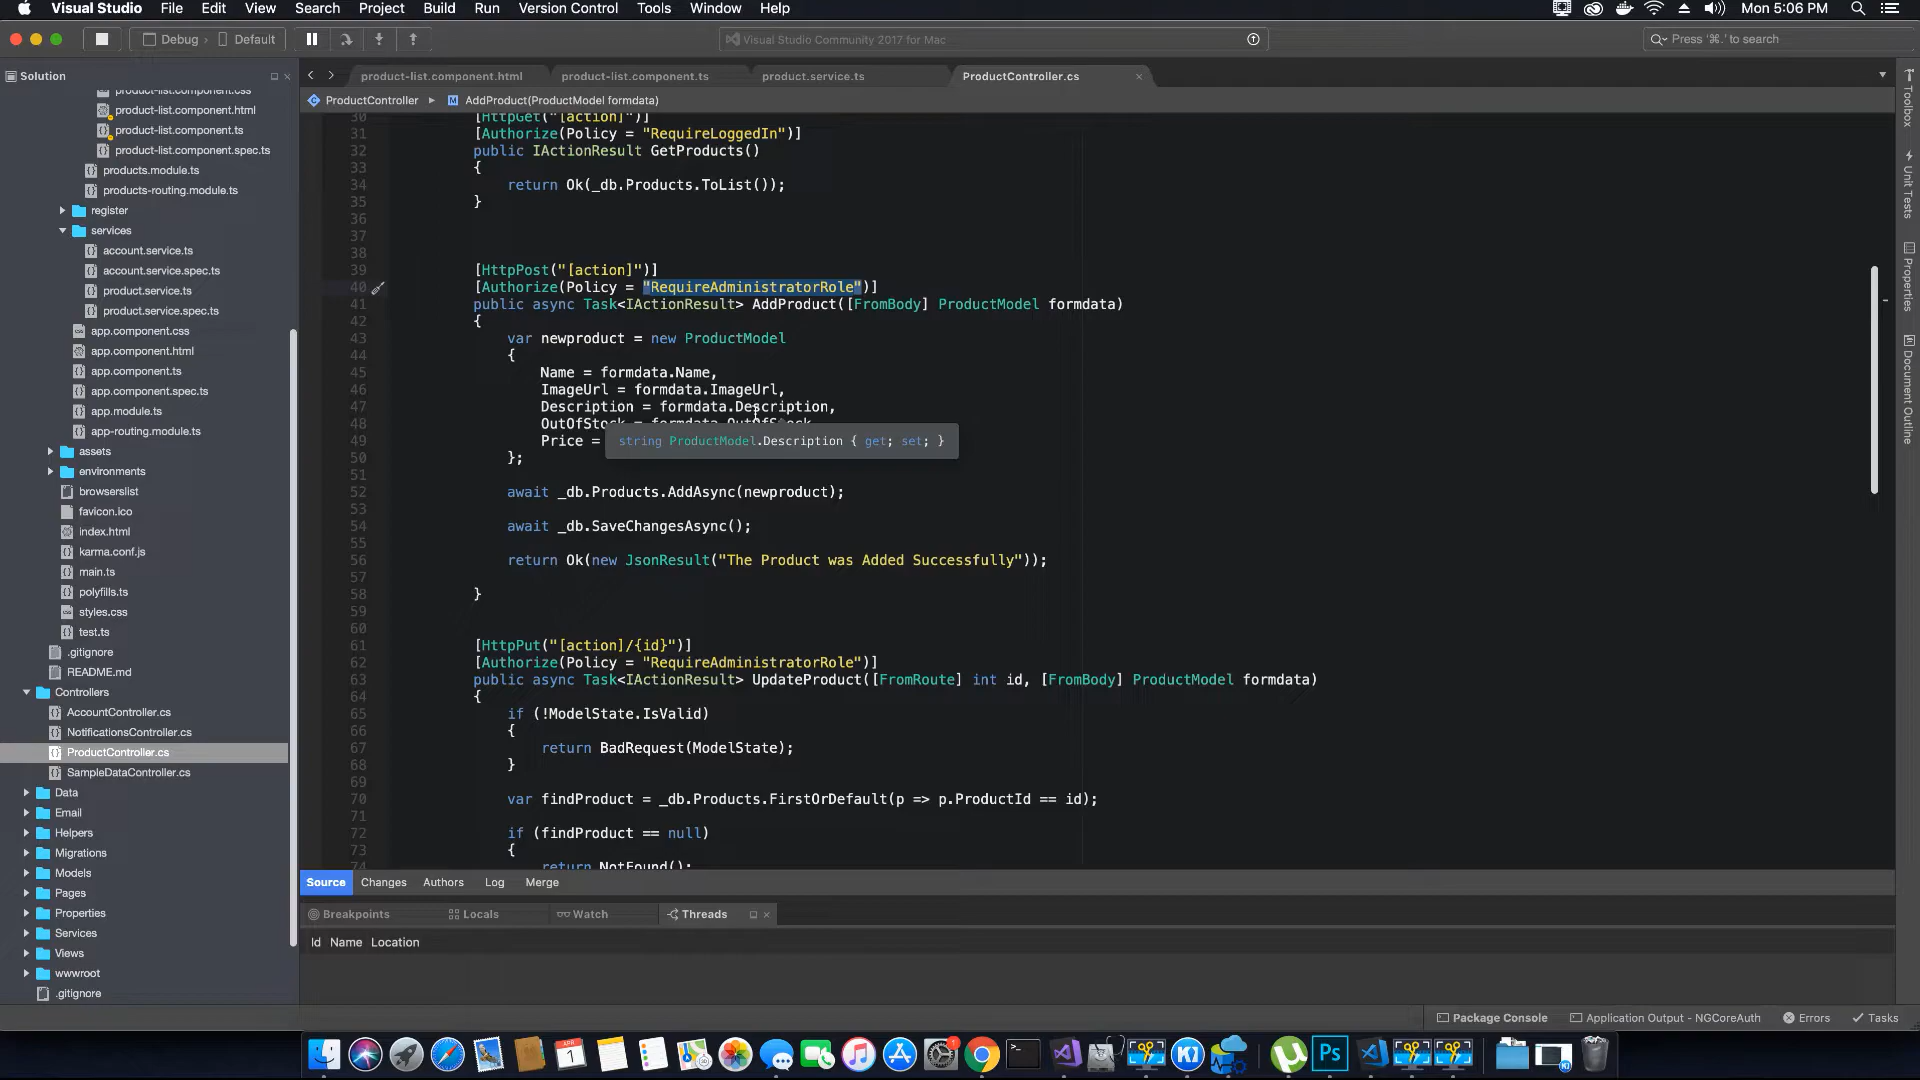 Visual Studio File Edit View Search Project Build Run Version Control Tools Window Help Mon 5:06 PM
Debug Default Visual Studio Community 2017 for Mac Press '⌘.' to search
Solution
product-list.component.css
product-list.component.html
product-list.component.ts
product-list.component.spec.ts
products.module.ts
products-routing.module.ts
register
services
account.service.ts
account.service.spec.ts
product.service.ts
product.service.spec.ts
app.component.css
app.component.html
app.component.ts
app.component.spec.ts
app.module.ts
app-routing.module.ts
assets
environments
browserslist
favicon.ico
index.html
karma.conf.js
main.ts
polyfills.ts
styles.css
test.ts
.gitignore
README.md
Controllers
AccountController.cs
NotificationsController.cs
ProductController.cs
SampleDataController.cs
Data
Email
Helpers
Migrations
Models
Pages
Properties
Services
Views
wwwroot
.gitignore
product-list.component.html product-list.component.ts product.service.ts ProductController.cs
ProductController AddProduct(ProductModel formdata)
30 [HttpGet("[action]")]
31 [Authorize(Policy = "RequireLoggedIn")]
32 public IActionResult GetProducts()
33 {
34 return Ok(_db.Products.ToList());
35 }
36
37
38
39 [HttpPost("[action]")]
40 [Authorize(Policy = "RequireAdministratorRole")]
41 public async Task<IActionResult> AddProduct([FromBody] ProductModel formdata)
42 {
43 var newproduct = new ProductModel
44 {
45 Name = formdata.Name,
46 ImageUrl = formdata.ImageUrl,
47 Description = formdata.Description,
48 OutOfStock = formdata.OutOfStock,
49 Price =
string ProductModel.Description { get; set; }
50 };
51
52 await _db.Products.AddAsync(newproduct);
53
54 await _db.SaveChangesAsync();
55
56 return Ok(new JsonResult("The Product was Added Successfully"));
57
58 }
59
60
61 [HttpPut("[action]/{id}")]
62 [Authorize(Policy = "RequireAdministratorRole")]
63 public async Task<IActionResult> UpdateProduct([FromRoute] int id, [FromBody] ProductModel formdata)
64 {
65 if (!ModelState.IsValid)
66 {
67 return BadRequest(ModelState);
68 }
69
70 var findProduct = _db.Products.FirstOrDefault(p => p.ProductId == id);
71
72 if (findProduct == null)
73 {
74 return NotFound();
Source Changes Authors Log Merge
Breakpoints Locals Watch Threads
Id Name Location
Package Console Application Output - NGCoreAuth Errors Tasks
Toolbox
Unit Tests
Properties
Document Outline
APR
1
Ps